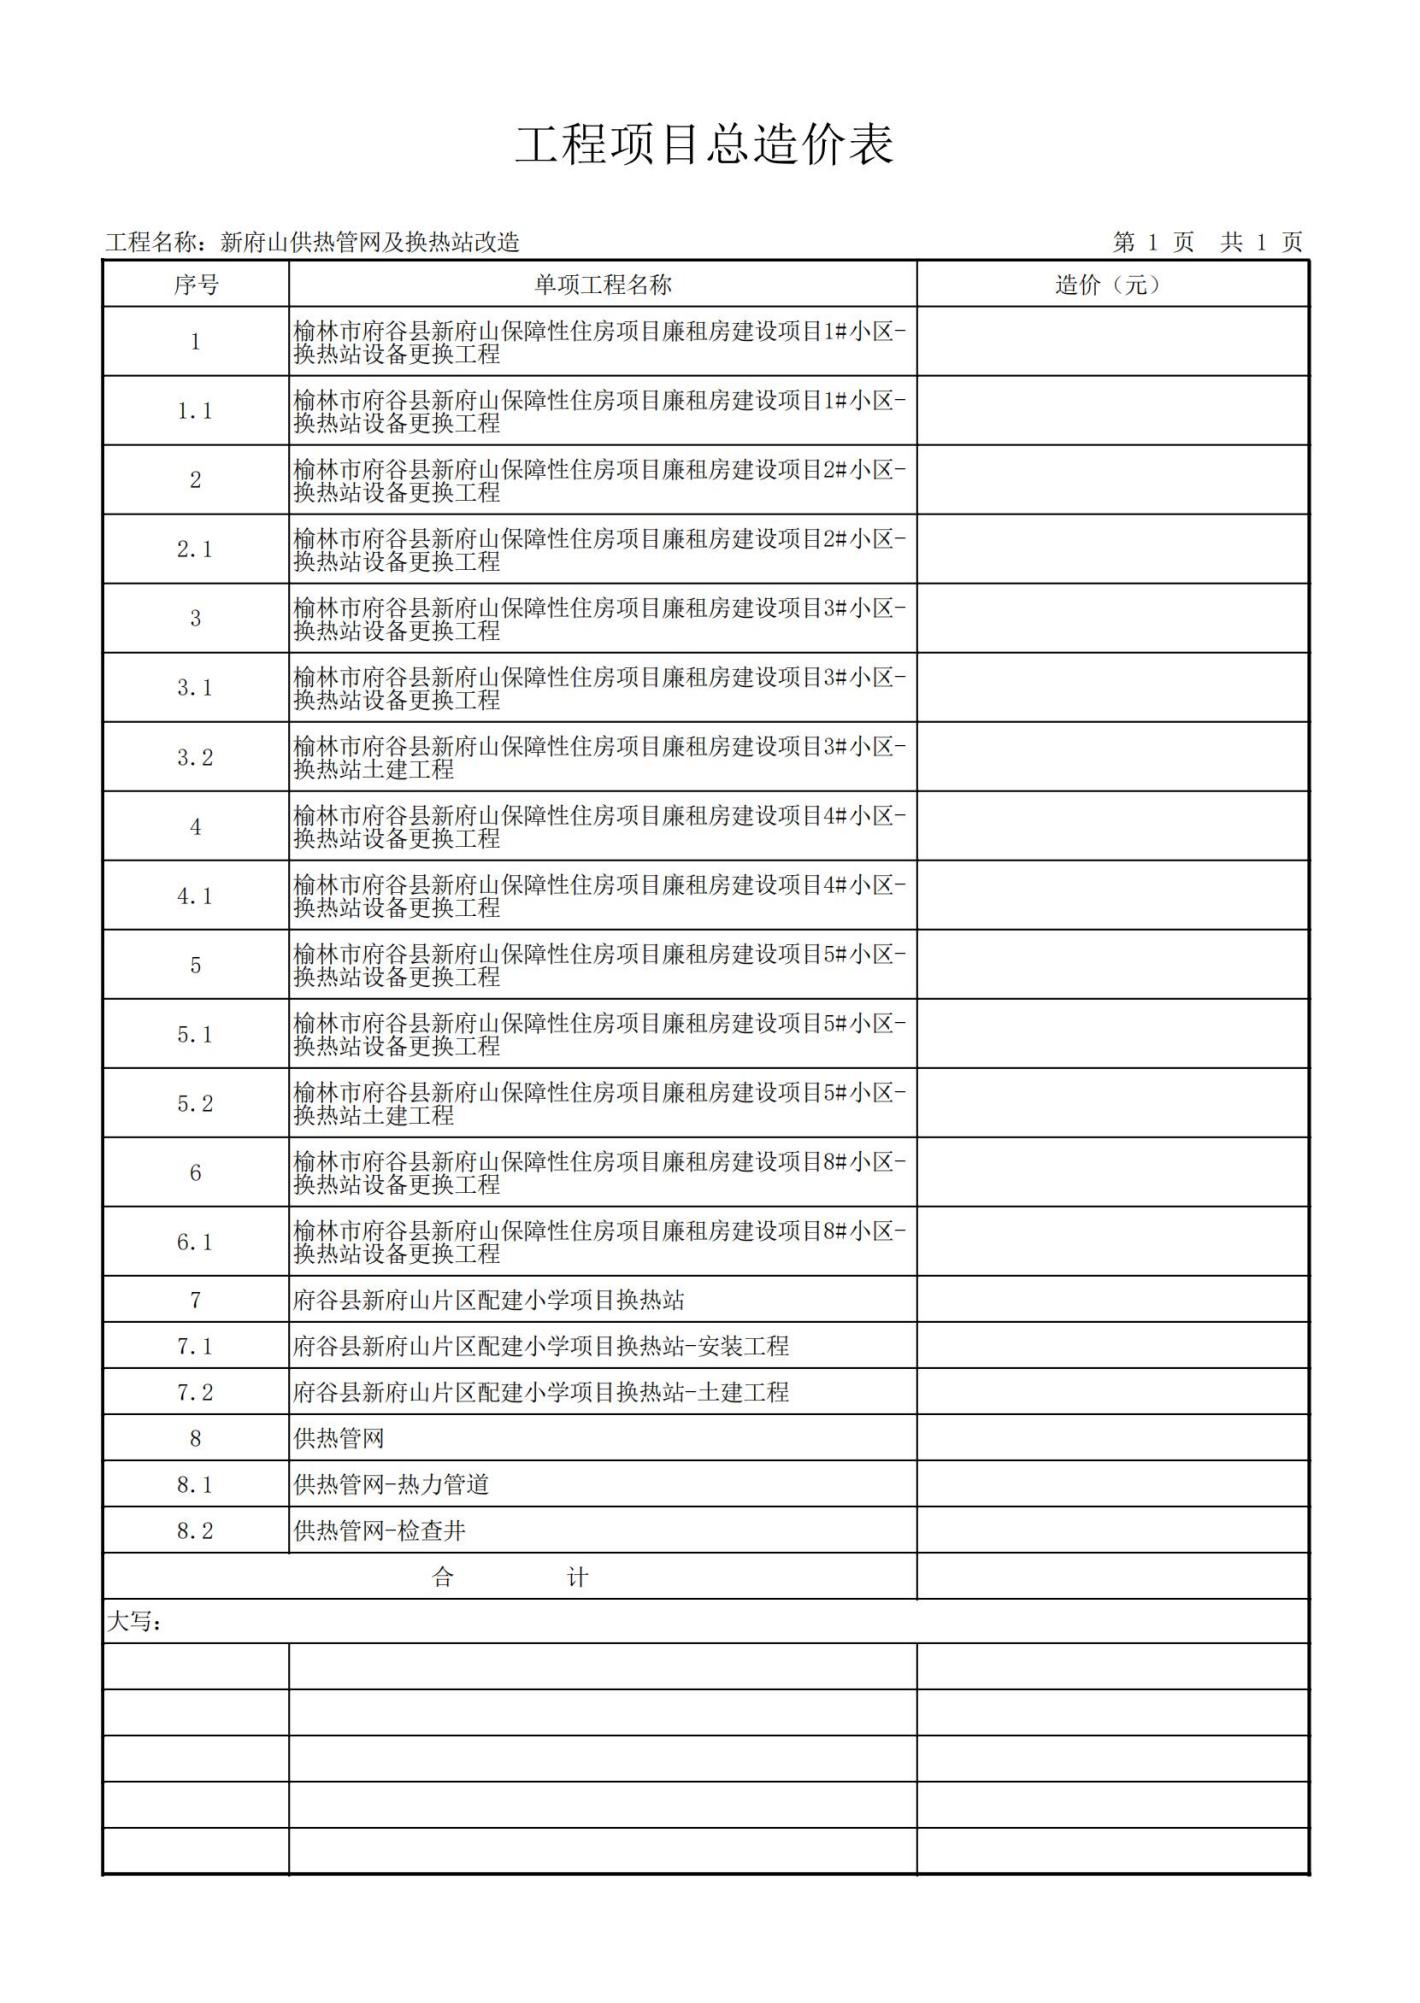 工程项目总造价表
工程名称：新府山供热管网及换热站改造 第 1 页 共 1 页
序号 单项工程名称 造价（元）
1 榆林市府谷县新府山保障性住房项目廉租房建设项目1#小区-
换热站设备更换工程
1.1 榆林市府谷县新府山保障性住房项目廉租房建设项目1#小区-
换热站设备更换工程
2 榆林市府谷县新府山保障性住房项目廉租房建设项目2#小区-
换热站设备更换工程
2.1 榆林市府谷县新府山保障性住房项目廉租房建设项目2#小区-
换热站设备更换工程
3 榆林市府谷县新府山保障性住房项目廉租房建设项目3#小区-
换热站设备更换工程
3.1 榆林市府谷县新府山保障性住房项目廉租房建设项目3#小区-
换热站设备更换工程
3.2 榆林市府谷县新府山保障性住房项目廉租房建设项目3#小区-
换热站土建工程
4 榆林市府谷县新府山保障性住房项目廉租房建设项目4#小区-
换热站设备更换工程
4.1 榆林市府谷县新府山保障性住房项目廉租房建设项目4#小区-
换热站设备更换工程
5 榆林市府谷县新府山保障性住房项目廉租房建设项目5#小区-
换热站设备更换工程
5.1 榆林市府谷县新府山保障性住房项目廉租房建设项目5#小区-
换热站设备更换工程
5.2 榆林市府谷县新府山保障性住房项目廉租房建设项目5#小区-
换热站土建工程
6 榆林市府谷县新府山保障性住房项目廉租房建设项目8#小区-
换热站设备更换工程
6.1 榆林市府谷县新府山保障性住房项目廉租房建设项目8#小区-
换热站设备更换工程
7 府谷县新府山片区配建小学项目换热站
7.1 府谷县新府山片区配建小学项目换热站-安装工程
7.2 府谷县新府山片区配建小学项目换热站-土建工程
8 供热管网
8.1 供热管网-热力管道
8.2 供热管网-检查井
合 计
大写：